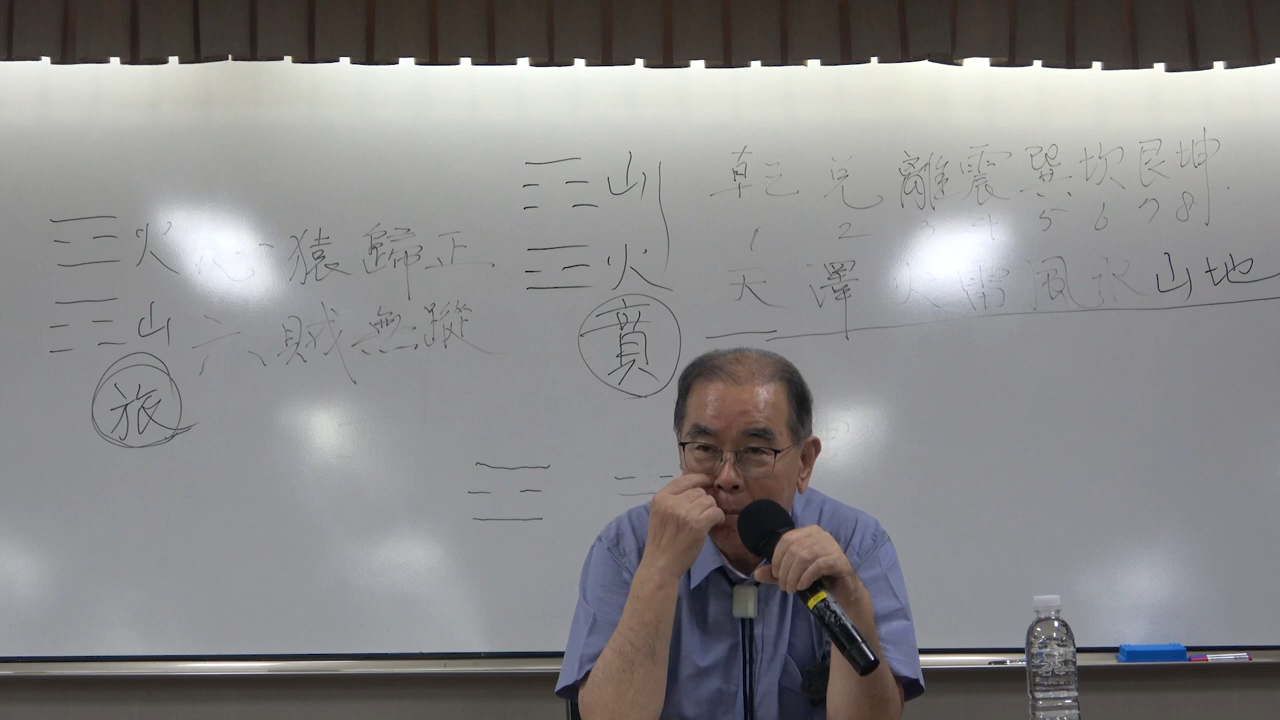 火 心猿歸正
山 六賊無蹤
旅
山
火
賁
乾 兌 離 震 巽 坎 艮 坤
1 2 3 4 5 6 7 8
天 澤 火 雷 風 水 山 地